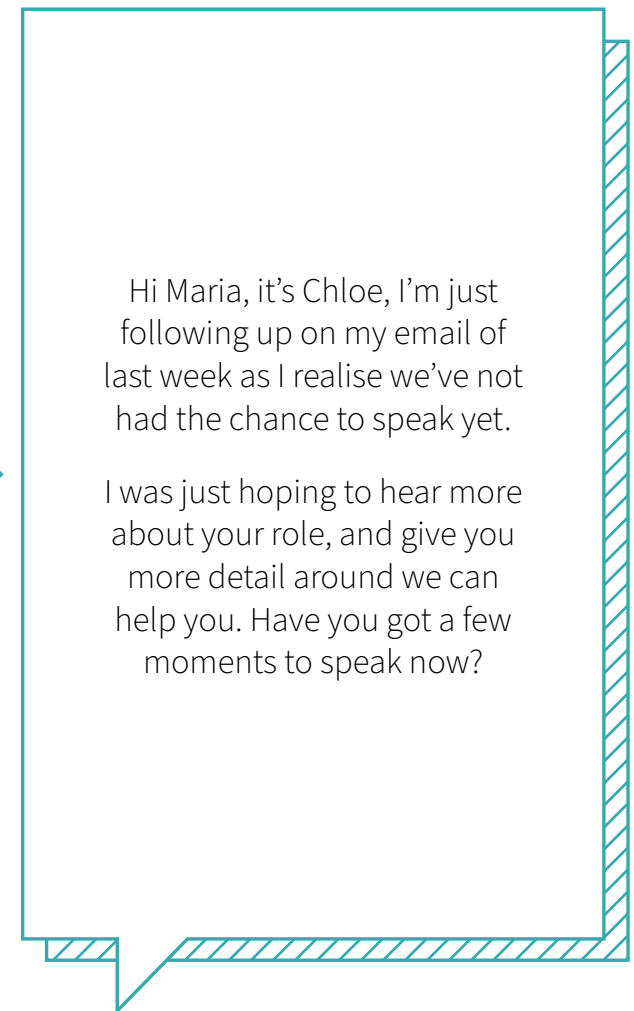 Hi Maria, it’s Chloe, I’m just
following up on my email of
last week as I realise we’ve not
had the chance to speak yet.
I was just hoping to hear more
about your role, and give you
more detail around we can
help you. Have you got a few
moments to speak now?